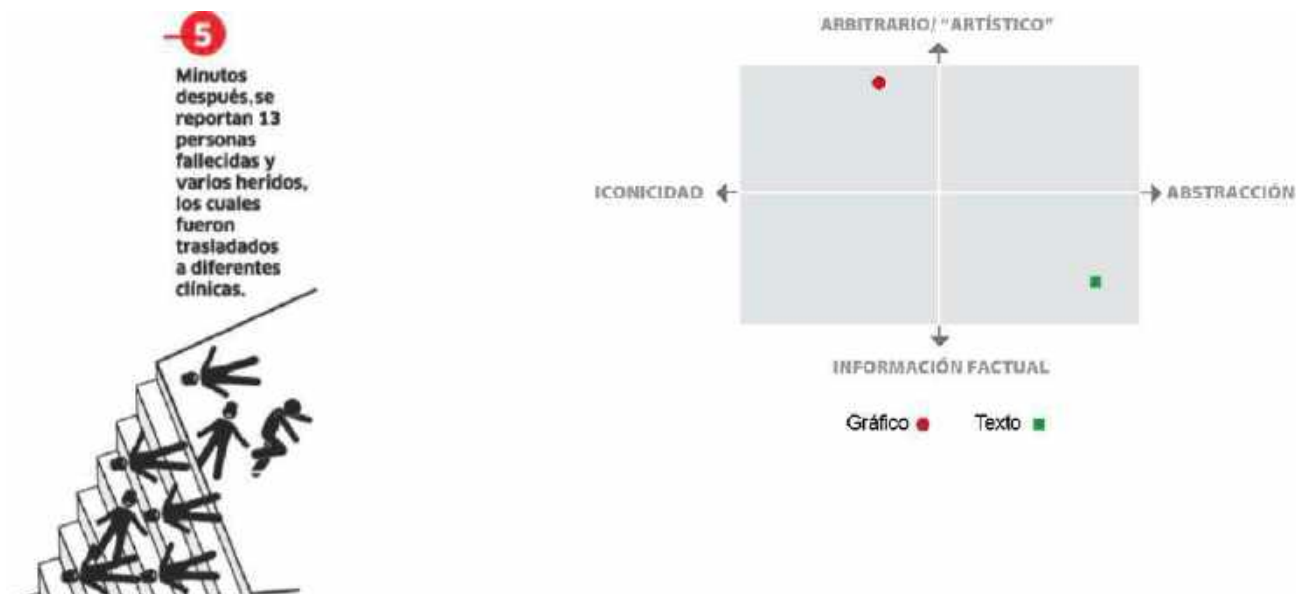 5
Minutos
después, se
reportan 13
personas
fallecidas y
varios heridos,
los cuales
fueron
trasladados
a diferentes
clínicas.
ARBITRARIO/ "ARTÍSTICO"
ICONICIDAD
ABSTRACCIÓN
INFORMACIÓN FACTUAL
Gráfico Texto